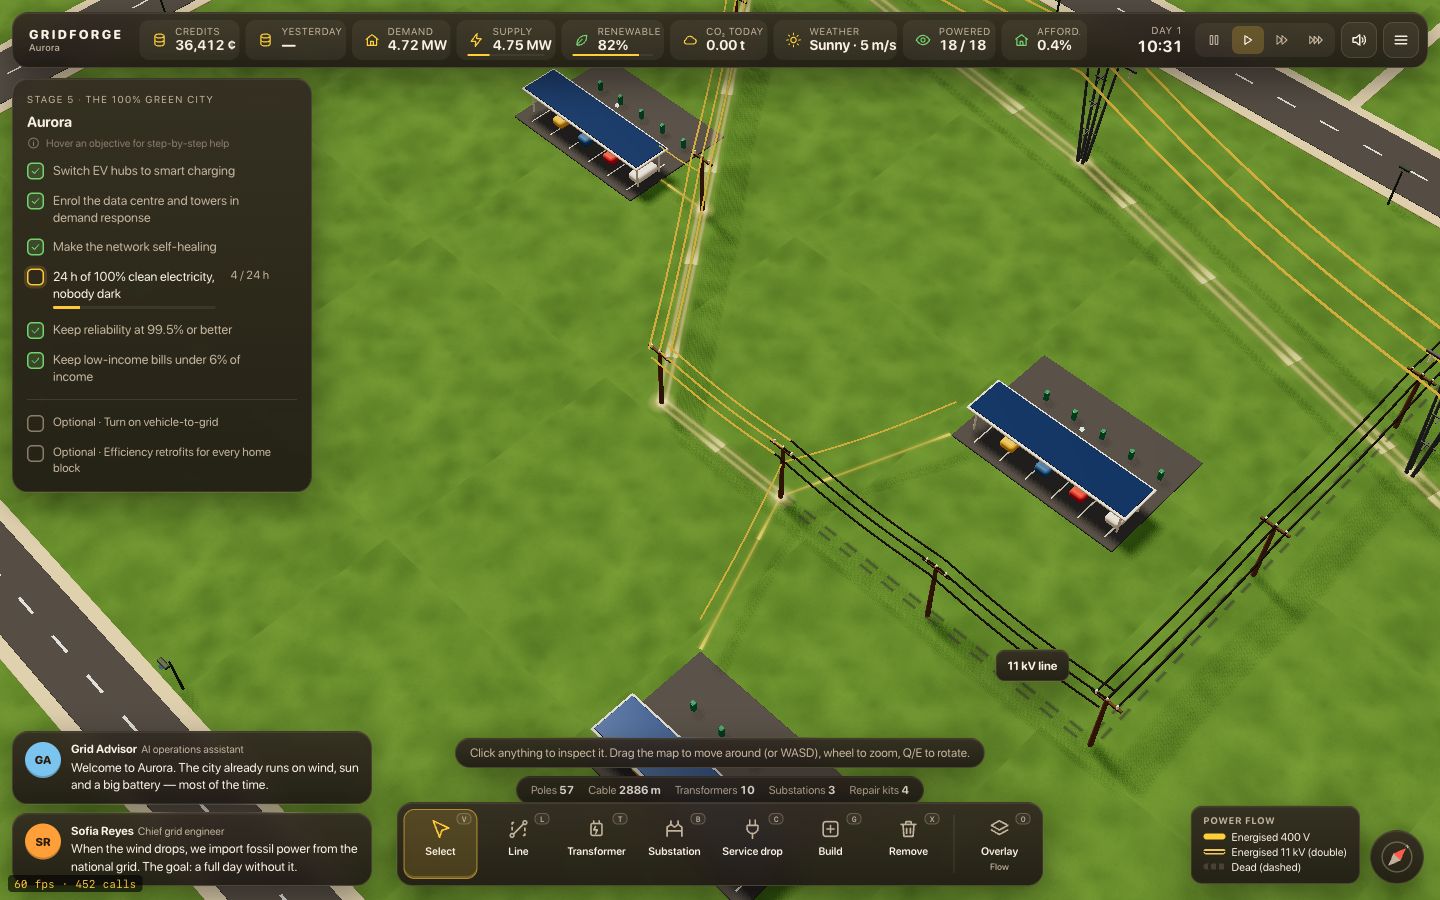 GRIDFORGE
Aurora
CREDITS
36,412 ¢
YESTERDAY
—
DEMAND
4.72 MW
SUPPLY
4.75 MW
RENEWABLE
82%
CO₂ TODAY
0.00 t
WEATHER
Sunny · 5 m/s
POWERED
18 / 18
AFFORD.
0.4%
DAY 1
10:31
STAGE 5 · THE 100% GREEN CITY
Aurora
Hover an objective for step-by-step help
Switch EV hubs to smart charging
Enrol the data centre and towers in
demand response
Make the network self-healing
24 h of 100% clean electricity, 4 / 24 h
nobody dark
Keep reliability at 99.5% or better
Keep low-income bills under 6% of
income
Optional · Turn on vehicle-to-grid
Optional · Efficiency retrofits for every home
block
11 kV line
GA
Grid Advisor AI operations assistant
Welcome to Aurora. The city already runs on wind, sun
and a big battery — most of the time.
SR
Sofia Reyes Chief grid engineer
When the wind drops, we import fossil power from the
national grid. The goal: a full day without it.
60 fps · 452 calls
Click anything to inspect it. Drag the map to move around (or WASD), wheel to zoom, Q/E to rotate.
Poles 57 Cable 2886 m Transformers 10 Substations 3 Repair kits 4
V
Select
L
Line
T
Transformer
B
Substation
C
Service drop
G
Build
X
Remove
O
Overlay
Flow
POWER FLOW
Energised 400 V
Energised 11 kV (double)
Dead (dashed)